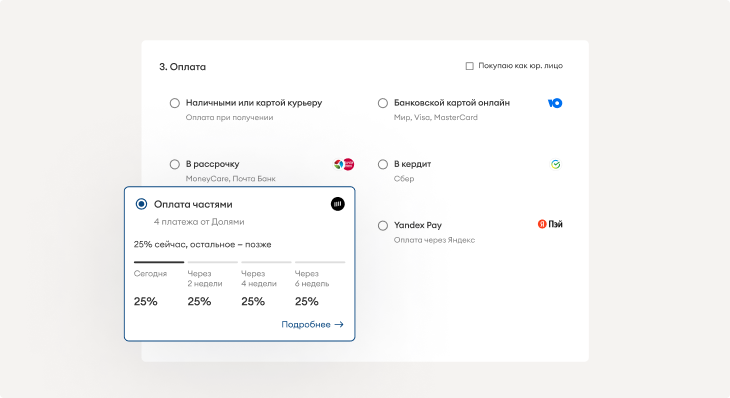 3. Оплата
Покупаю как юр. лицо
Наличными или картой курьеру
Оплата при получении
Банковской картой онлайн
Мир, Visa, MasterCard
В рассрочку
MoneyCare, Почта Банк
В кердит
Сбер
Оплата частями
4 платежа от Долями
25% сейчас, остальное – позже
Сегодня
25%
Через
2 недели
25%
Через
4 недели
25%
Через
6 недель
25%
Подробнее →
Yandex Pay
Оплата через Яндекс
Я Пэй